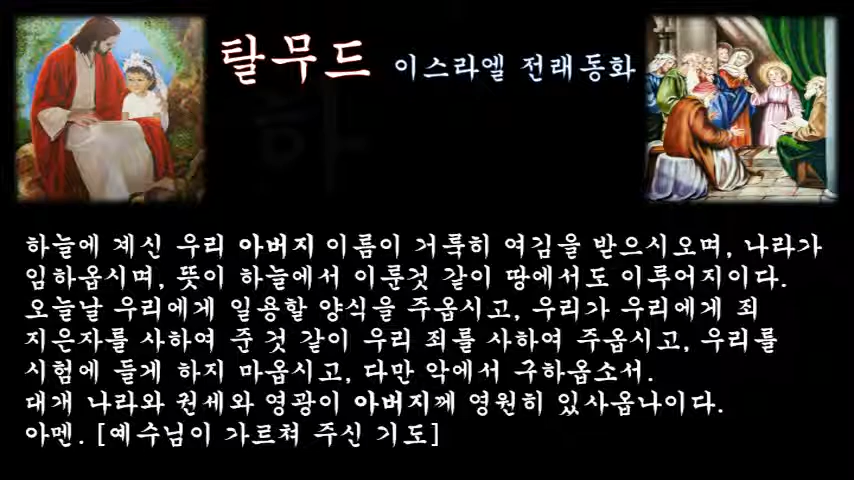 탈무드 이스라엘 전래동화
하
하늘에 계신 우리 아버지 이름이 거룩히 여김을 받으시오며, 나라가
임하옵시며, 뜻이 하늘에서 이룬것 같이 땅에서도 이루어지이다.
오늘날 우리에게 일용할 양식을 주옵시고, 우리가 우리에게 죄
지은자를 사하여 준 것 같이 우리 죄를 사하여 주옵시고, 우리를
시험에 들게 하지 마옵시고, 다만 악에서 구하옵소서.
대개 나라와 권세와 영광이 아버지께 영원히 있사옵나이다.
아멘. [예수님이 가르쳐 주신 기도]